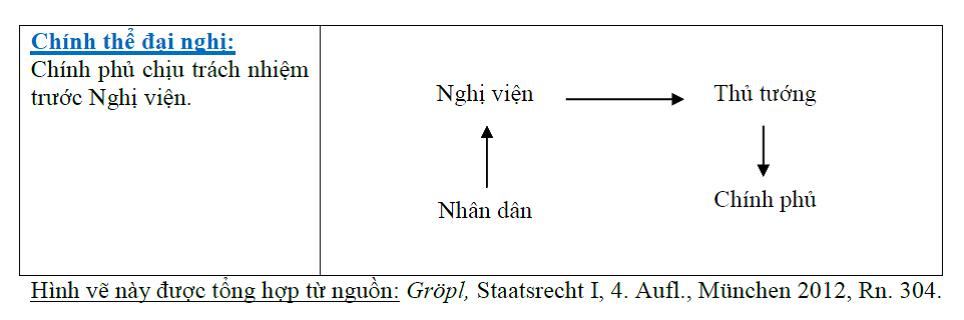 Chính thể đại nghị:
Chính phủ chịu trách nhiệm
trước Nghị viện.
Nghị viện
Thủ tướng
Nhân dân
Chính phủ
Hình vẽ này được tổng hợp từ nguồn: Gröpl, Staatsrecht I, 4. Aufl., München 2012, Rn. 304.